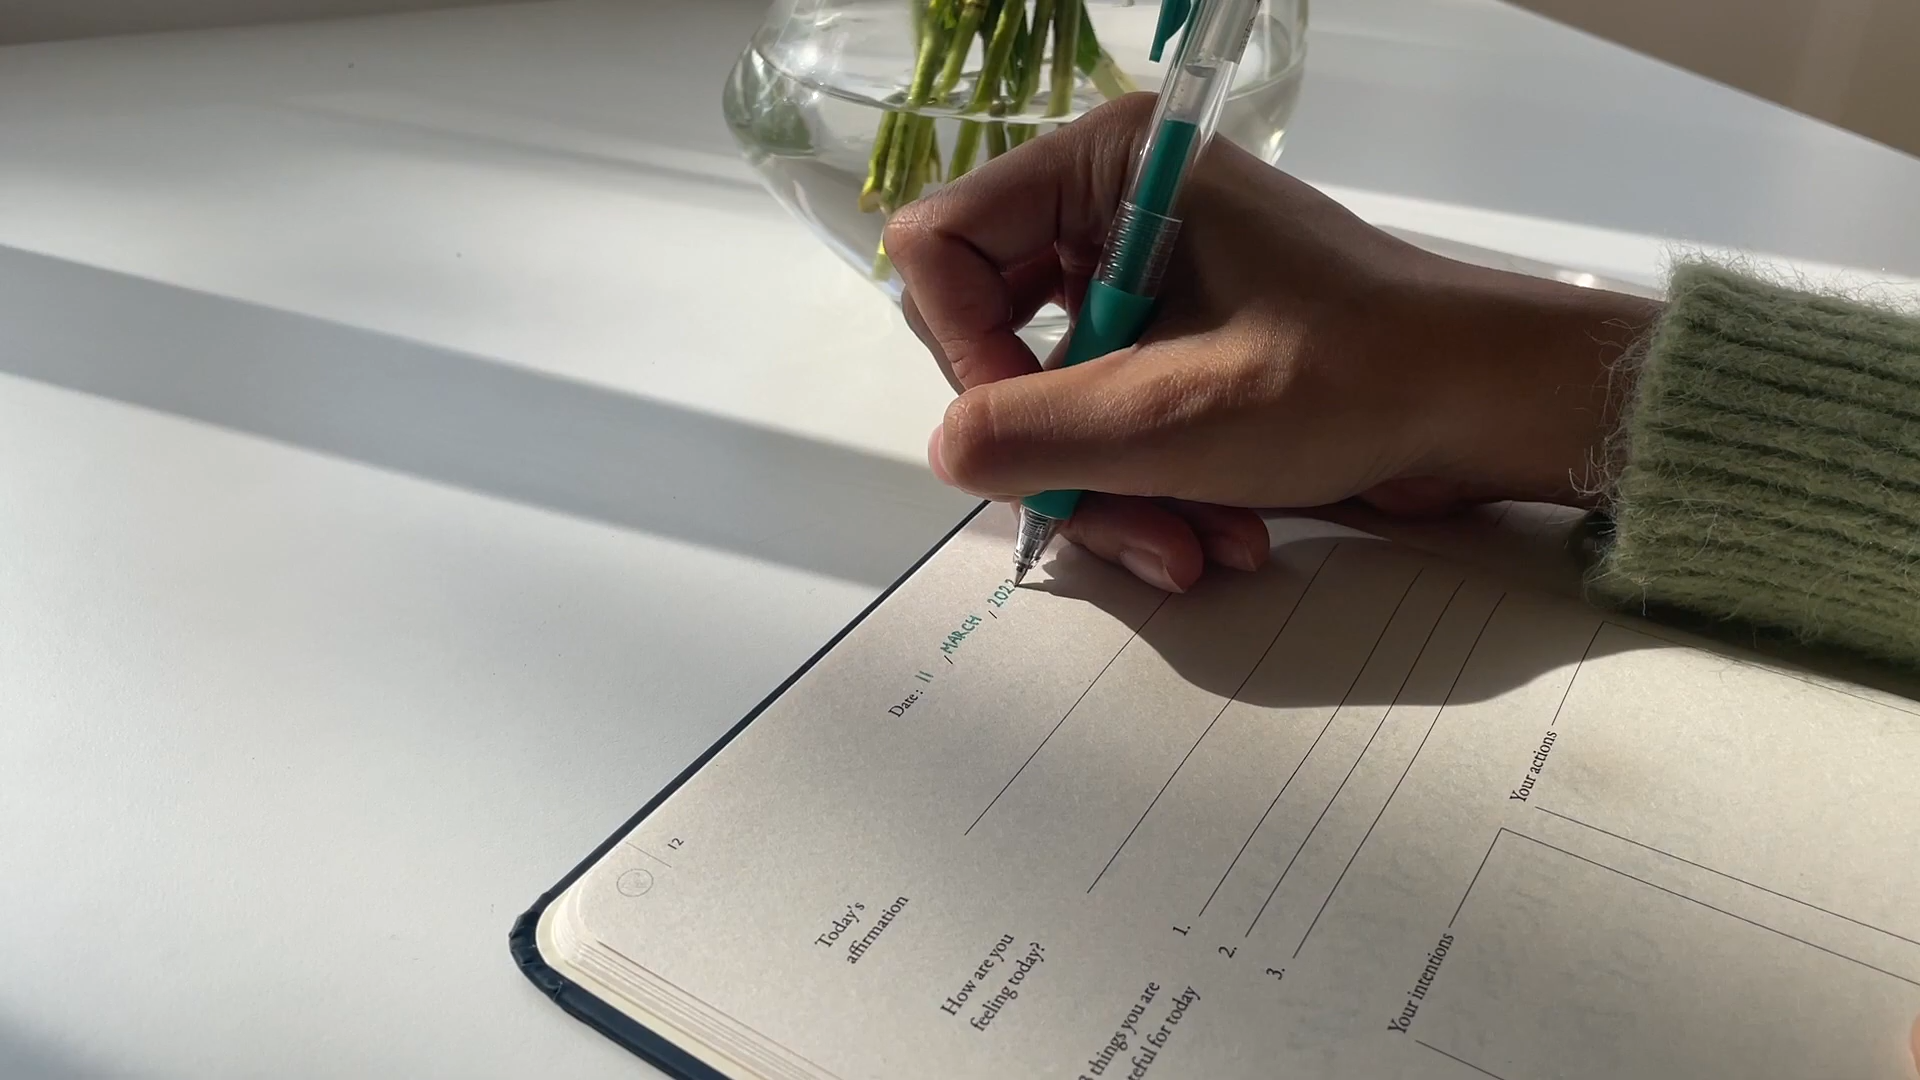 12
Date: 11 , MARCH , 2022
Today's
affirmation
How are you
feeling today?
3 things you are
teful for today
1.
2.
3.
Your intentions
Your actions